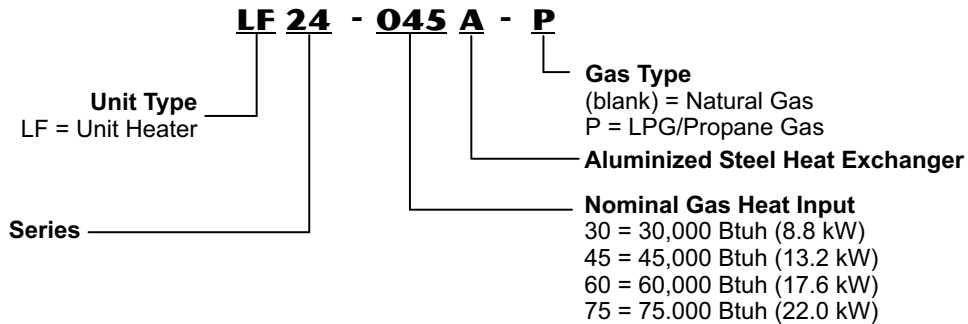 LF 24 - 045 A - P
Gas Type
(blank) = Natural Gas
P = LPG/Propane Gas
Unit Type
LF = Unit Heater
Aluminized Steel Heat Exchanger
Nominal Gas Heat Input
30 = 30,000 Btuh (8.8 kW)
45 = 45,000 Btuh (13.2 kW)
60 = 60,000 Btuh (17.6 kW)
75 = 75.000 Btuh (22.0 kW)
Series